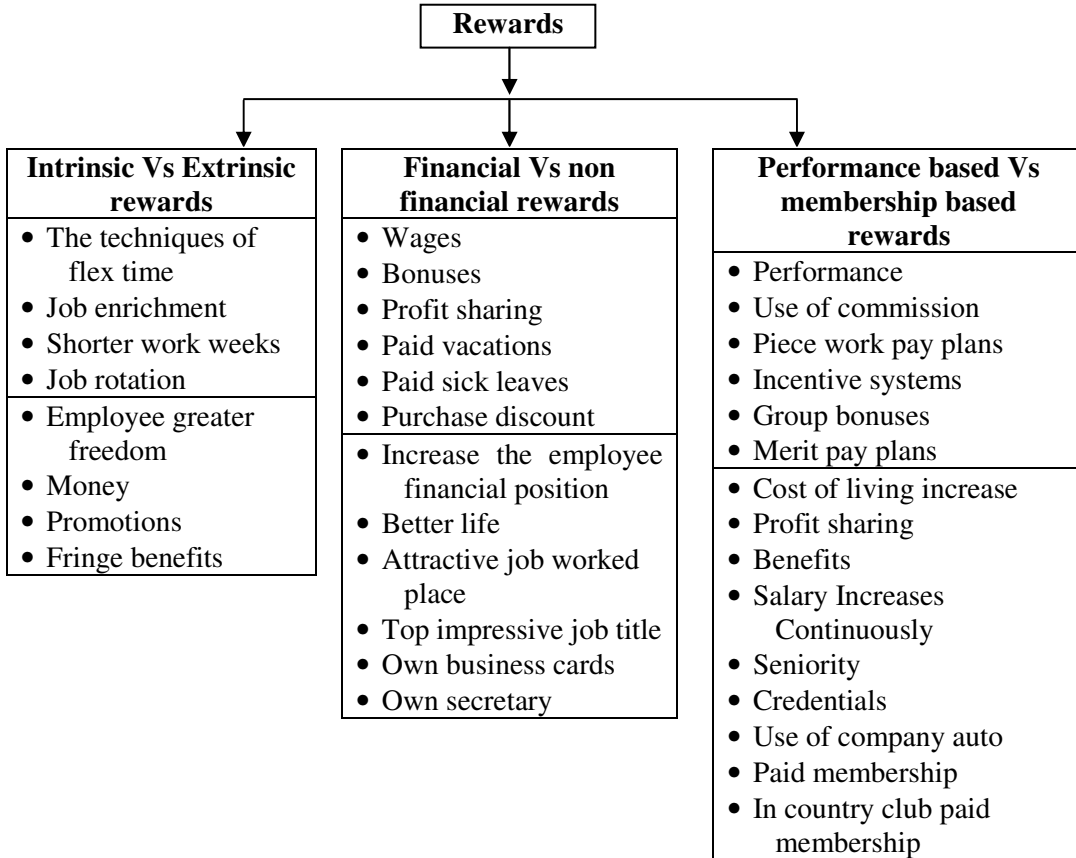 Rewards
Intrinsic Vs Extrinsic
rewards
• The techniques of
flex time
• Job enrichment
• Shorter work weeks
• Job rotation
• Employee greater
freedom
• Money
• Promotions
• Fringe benefits
Financial Vs non
financial rewards
• Wages
• Bonuses
• Profit sharing
• Paid vacations
• Paid sick leaves
• Purchase discount
• Increase the employee
financial position
• Better life
• Attractive job worked
place
• Top impressive job title
• Own business cards
• Own secretary
Performance based Vs
membership based
rewards
• Performance
• Use of commission
• Piece work pay plans
• Incentive systems
• Group bonuses
• Merit pay plans
• Cost of living increase
• Profit sharing
• Benefits
• Salary Increases
Continuously
• Seniority
• Credentials
• Use of company auto
• Paid membership
• In country club paid
membership